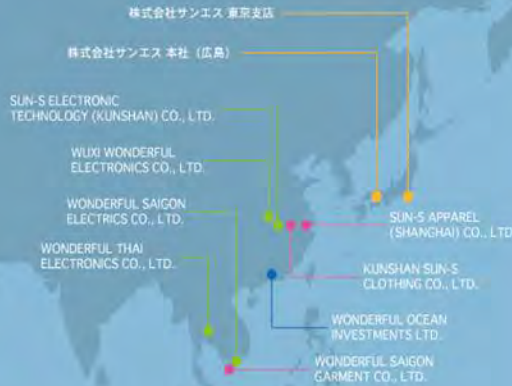 株式会社サンエス 東京支店
株式会社サンエス 本社（広島）
SUN-S ELECTRONIC
TECHNOLOGY (KUNSHAN) CO., LTD.
WUXI WONDERFUL
ELECTRONICS CO., LTD.
WONDERFUL SAIGON
ELECTRICS CO., LTD.
WONDERFUL THAI
ELECTRONICS CO., LTD.
SUN-S APPAREL
(SHANGHAI) CO., LTD
KUNSHAN SUN-S
CLOTHING CO., LTD.
WONDERFUL OCEAN
INVESTMENTS LTD.
WONDERFUL SAIGON
GARMENT CO., LTD.